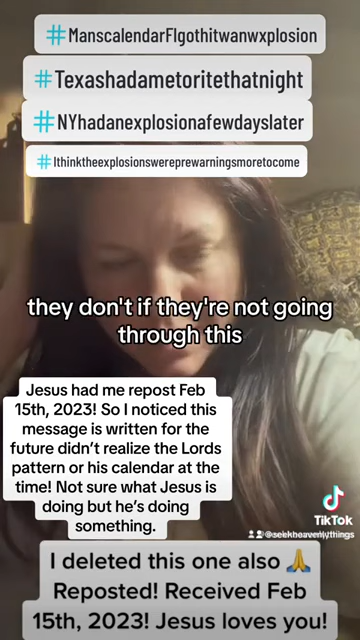 #ManscalendarFlgothitwanwxplosion
#Texashadametoritethatnight
#NYhadanexplosionafewdayslater
#Ithinktheexplosionswereprewarningsmoretocome
they don't if they're not going
through this
Jesus had me repost Feb
15th, 2023! So I noticed this
message is written for the
future didn’t realize the Lords
pattern or his calendar at the
time! Not sure what Jesus is
doing but he’s doing
something.
TikTok
@seekheavenlythings
I deleted this one also 🙏
Reposted! Received Feb
15th, 2023! Jesus loves you!